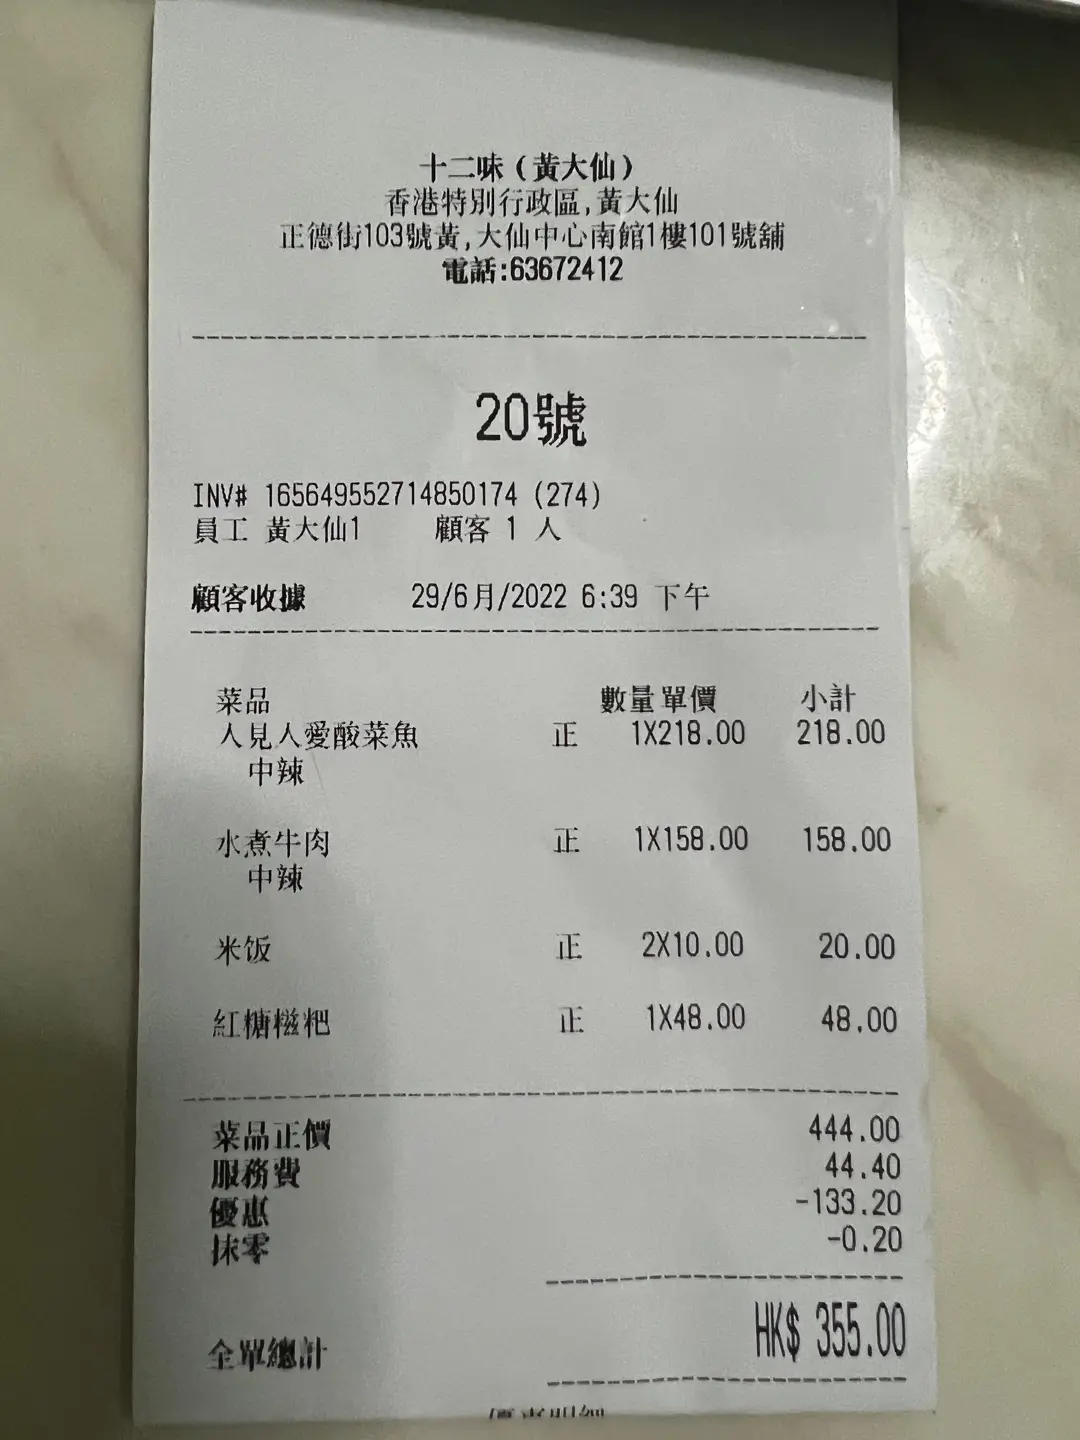 十二味(黃大仙)
香港特別行政區,黃大仙
正德街103號黃,大仙中心南館1樓101號舖
電話:63672412
20號
INV# 165649552714850174 (274)
員工 黃大仙1 顧客 1 人
顧客收據 29/6月/2022 6:39 下午
菜品 數量單價 小計
人見人愛酸菜魚 正 1X218.00 218.00
中辣
水煮牛肉 正 1X158.00 158.00
中辣
米饭 正 2X10.00 20.00
紅糖糍粑 正 1X48.00 48.00
菜品正價 444.00
服務費 44.40
優惠 -133.20
抹零 -0.20
全單總計 HK$ 355.00